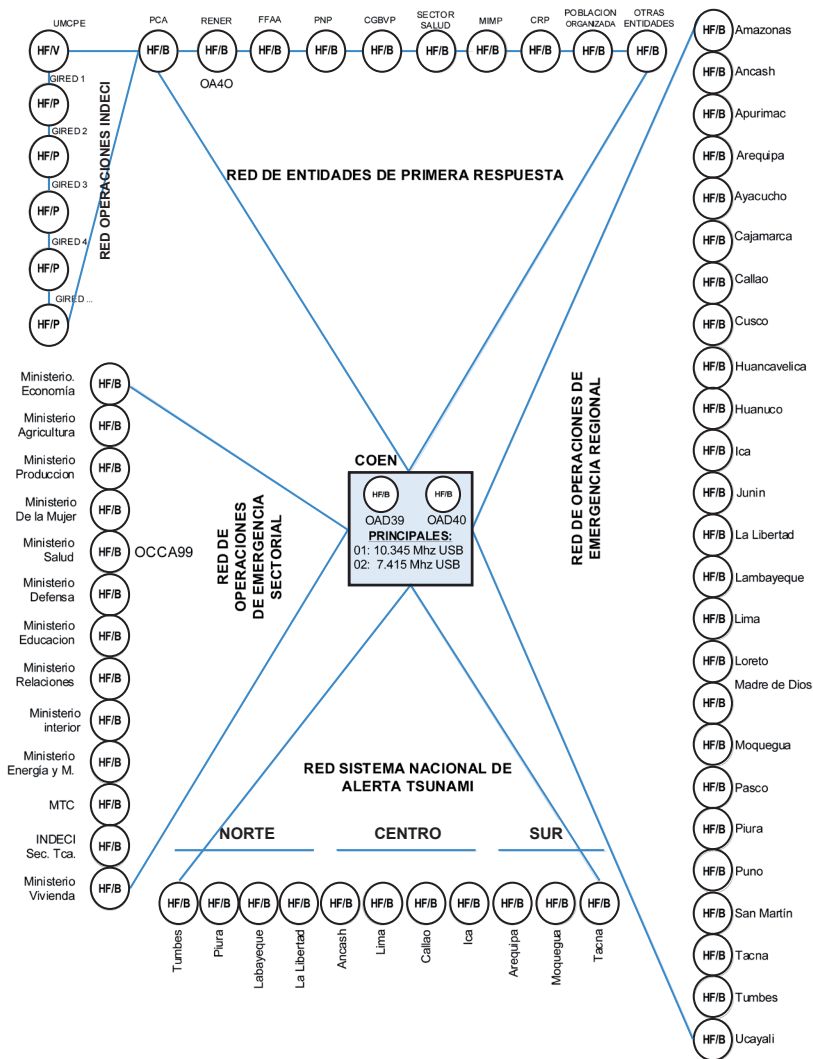 UMCPE
PCA
RENER
FFAA
PNP
CGBVP
SECTOR
SALUD
MIMP
CRP
POBLACION
ORGANIZADA
OTRAS
ENTIDADES
HF/V
HF/B
HF/B
HF/B
HF/B
HF/B
HF/B
HF/B
HF/B
HF/B
HF/B
OA4O
GIRED 1
HF/P
GIRED 2
HF/P
GIRED 3
HF/P
GIRED 4
HF/P
GIRED ...
HF/P
RED OPERACIONES INDECI
RED DE ENTIDADES DE PRIMERA RESPUESTA
Ministerio.
Economía
HF/B
Ministerio
Agricultura
HF/B
Ministerio
Produccion
HF/B
Ministerio
De la Mujer
HF/B
Ministerio
Salud
HF/B
OCCA99
Ministerio
Defensa
HF/B
Ministerio
Educacion
HF/B
Ministerio
Relaciones
HF/B
Ministerio
interior
HF/B
Ministerio
Energía y M.
HF/B
MTC
HF/B
INDECI
Sec. Tca.
HF/B
Ministerio
Vivienda
HF/B
RED DE
OPERACIONES
DE EMERGENCIA
SECTORIAL
COEN
HF/B
HF/B
OAD39
OAD40
PRINCIPALES:
01: 10.345 Mhz USB
02: 7.415 Mhz USB
RED DE OPERACIONES DE
EMERGENCIA REGIONAL
RED SISTEMA NACIONAL DE
ALERTA TSUNAMI
NORTE
CENTRO
SUR
HF/B
HF/B
HF/B
HF/B
HF/B
HF/B
HF/B
HF/B
HF/B
HF/B
HF/B
Tumbes
Piura
Labayeque
La Libertad
Ancash
Lima
Callao
Ica
Arequipa
Moquegua
Tacna
HF/B Amazonas
HF/B Ancash
HF/B Apurimac
HF/B Arequipa
HF/B Ayacucho
HF/B Cajamarca
HF/B Callao
HF/B Cusco
HF/B Huancavelica
HF/B Huanuco
HF/B Ica
HF/B Junin
HF/B La Libertad
HF/B Lambayeque
HF/B Lima
HF/B Loreto
HF/B Madre de Dios
HF/B Moquegua
HF/B Pasco
HF/B Piura
HF/B Puno
HF/B San Martín
HF/B Tacna
HF/B Tumbes
HF/B Ucayali